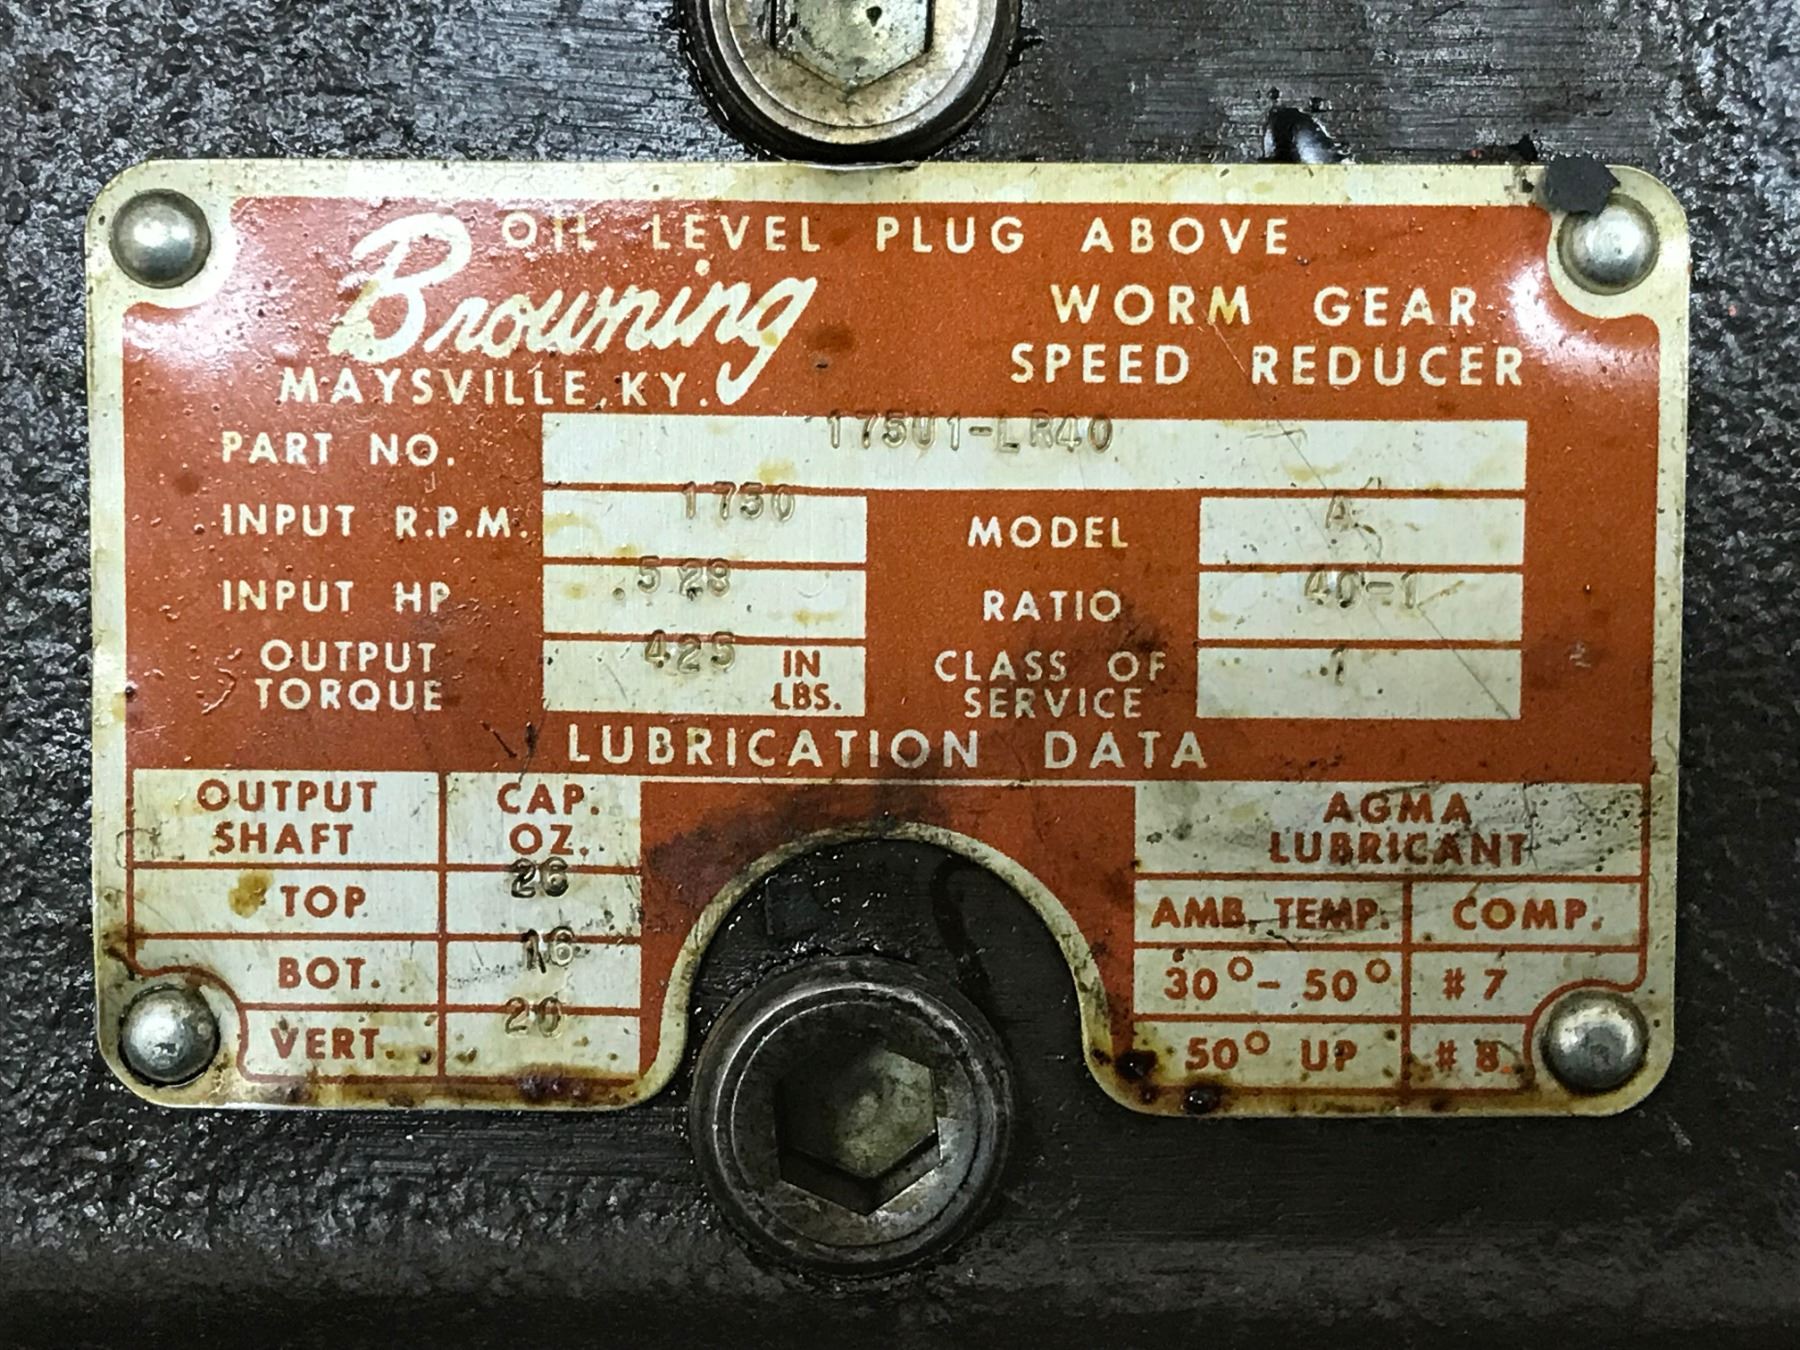 OIL LEVEL PLUG ABOVE
Browning
WORM GEAR
SPEED REDUCER
MAYSVILLE, KY.
PART NO. 175U1-LR40
INPUT R.P.M. 1750 MODEL A
INPUT HP .528 RATIO 40-1
OUTPUT TORQUE 425 IN LBS. CLASS OF SERVICE 1
LUBRICATION DATA
OUTPUT SHAFT CAP. OZ.
TOP 26
BOT. 16
VERT. 20
AGMA
LUBRICANT
AMB. TEMP. COMP.
30°- 50° #7
50° UP #8